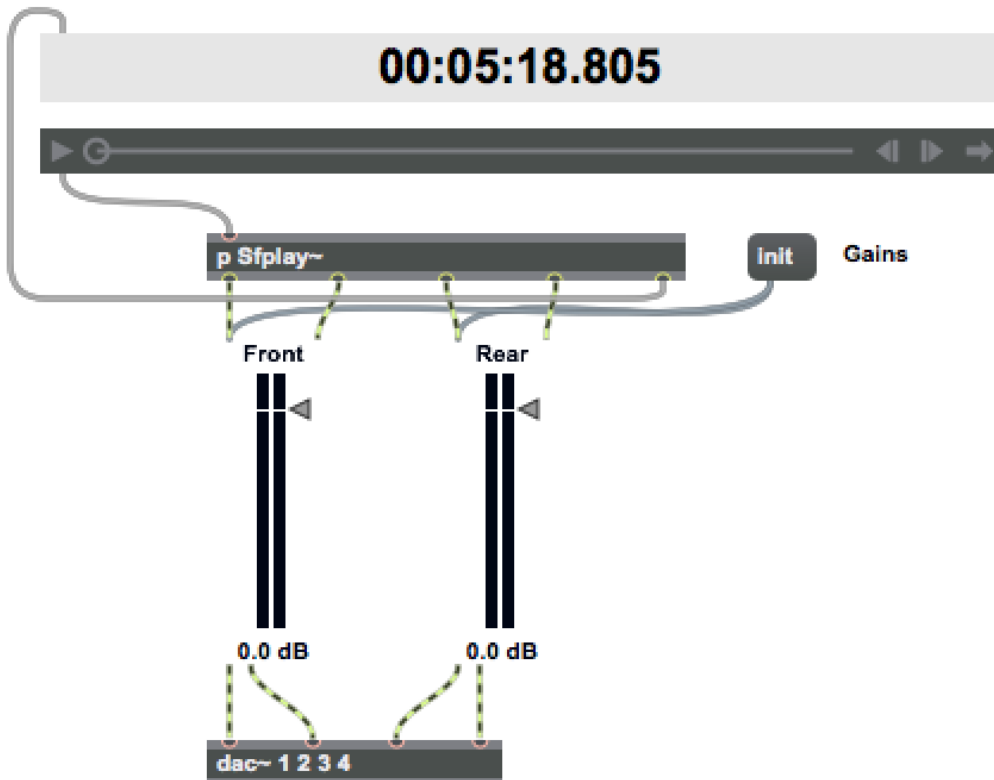 00:05:18.805
p Sfplay~
init
Gains
Front
Rear
0.0 dB
0.0 dB
dac~ 1 2 3 4